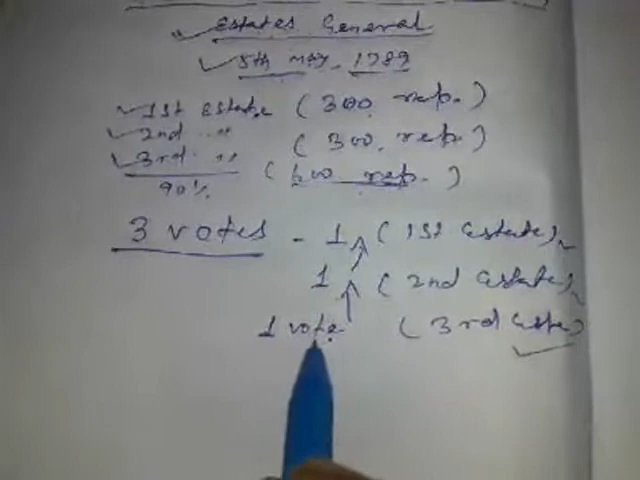 Estates General
5th May, 1789
1st Estate (300 rep.)
2nd " (300 rep.)
3rd " (600 rep.)
90%
3 votes - 1 (1st Estate)
1 (2nd Estate)
1 vote (3rd Este)